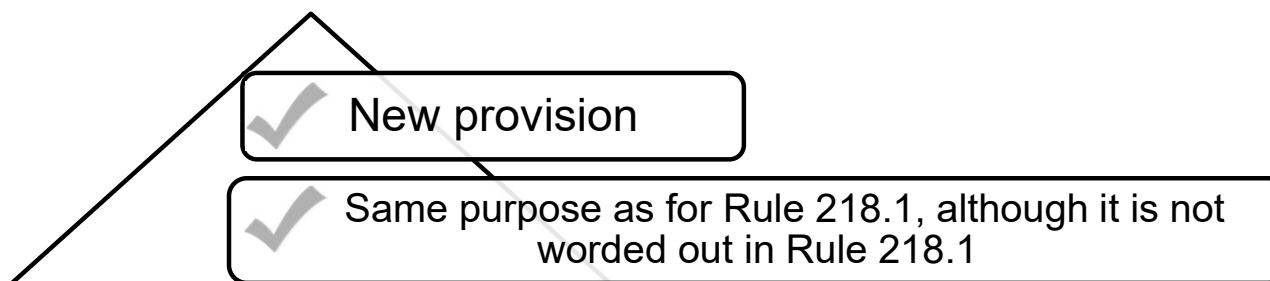 New provision
Same purpose as for Rule 218.1, although it is not
worded out in Rule 218.1